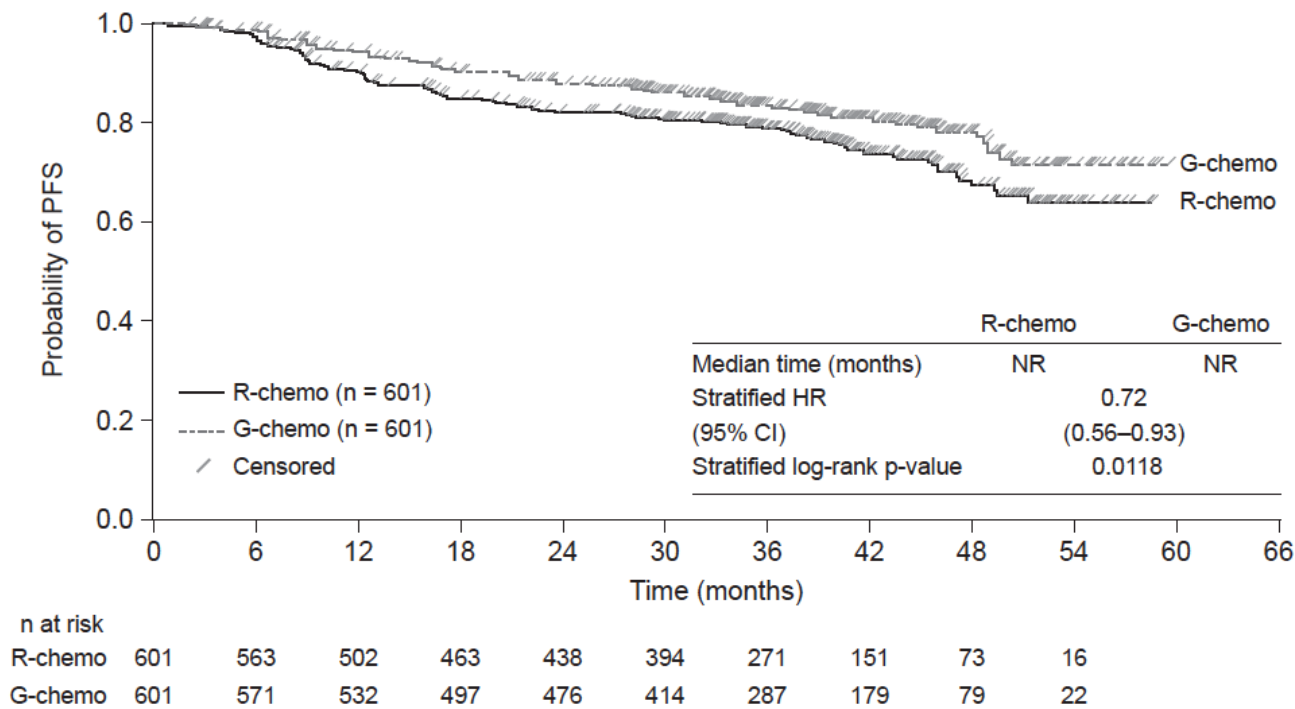 1.0
0.8
0.6
0.4
0.2
0.0
Probability of PFS
G-chemo
R-chemo
R-chemo (n = 601)
G-chemo (n = 601)
Censored
R-chemo G-chemo
Median time (months) NR NR
Stratified HR 0.72
(95% CI) (0.56–0.93)
Stratified log-rank p-value 0.0118
0 6 12 18 24 30 36 42 48 54 60 66
Time (months)
n at risk
R-chemo 601 563 502 463 438 394 271 151 73 16
G-chemo 601 571 532 497 476 414 287 179 79 22